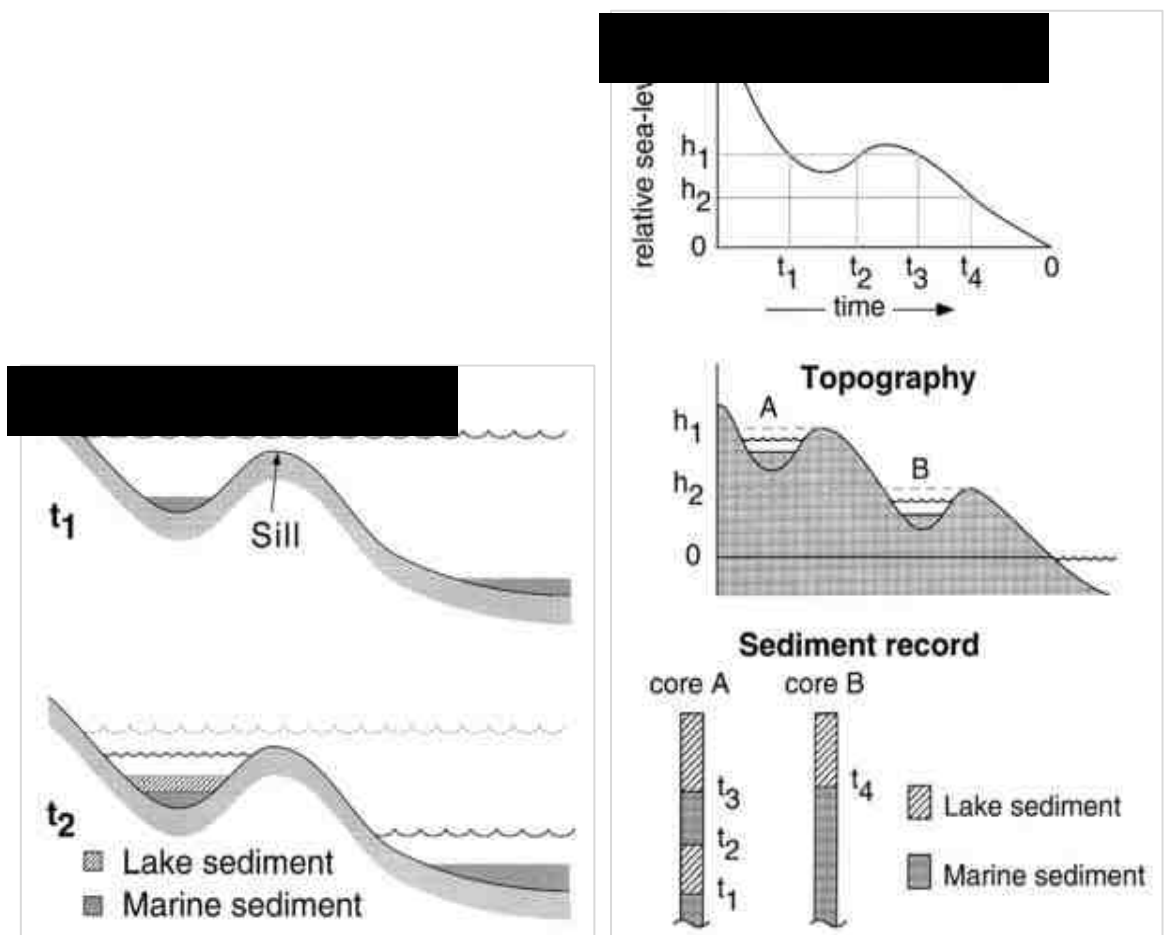 t1
Sill
t2
Lake sediment
Marine sediment
relative sea-lev
h1
h2
0
t1 t2 t3 t4 0
time
Topography
A
h1
B
h2
0
Sediment record
core A core B
t3
t4
t2
t1
Lake sediment
Marine sediment